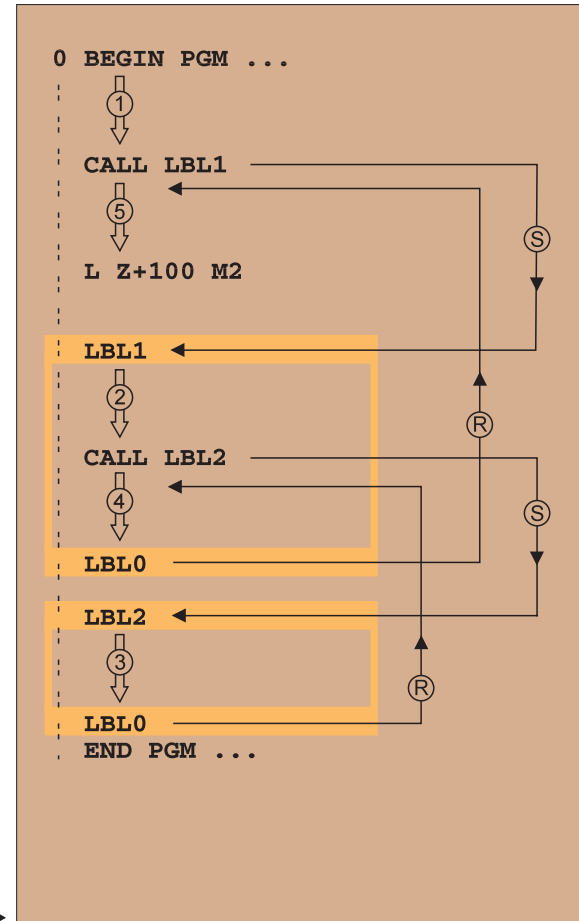 0 BEGIN PGM ...
1
CALL LBL1
5
S
L Z+100 M2
LBL1
2
R
CALL LBL2
4
S
LBL0
LBL2
3
R
LBL0
END PGM ...